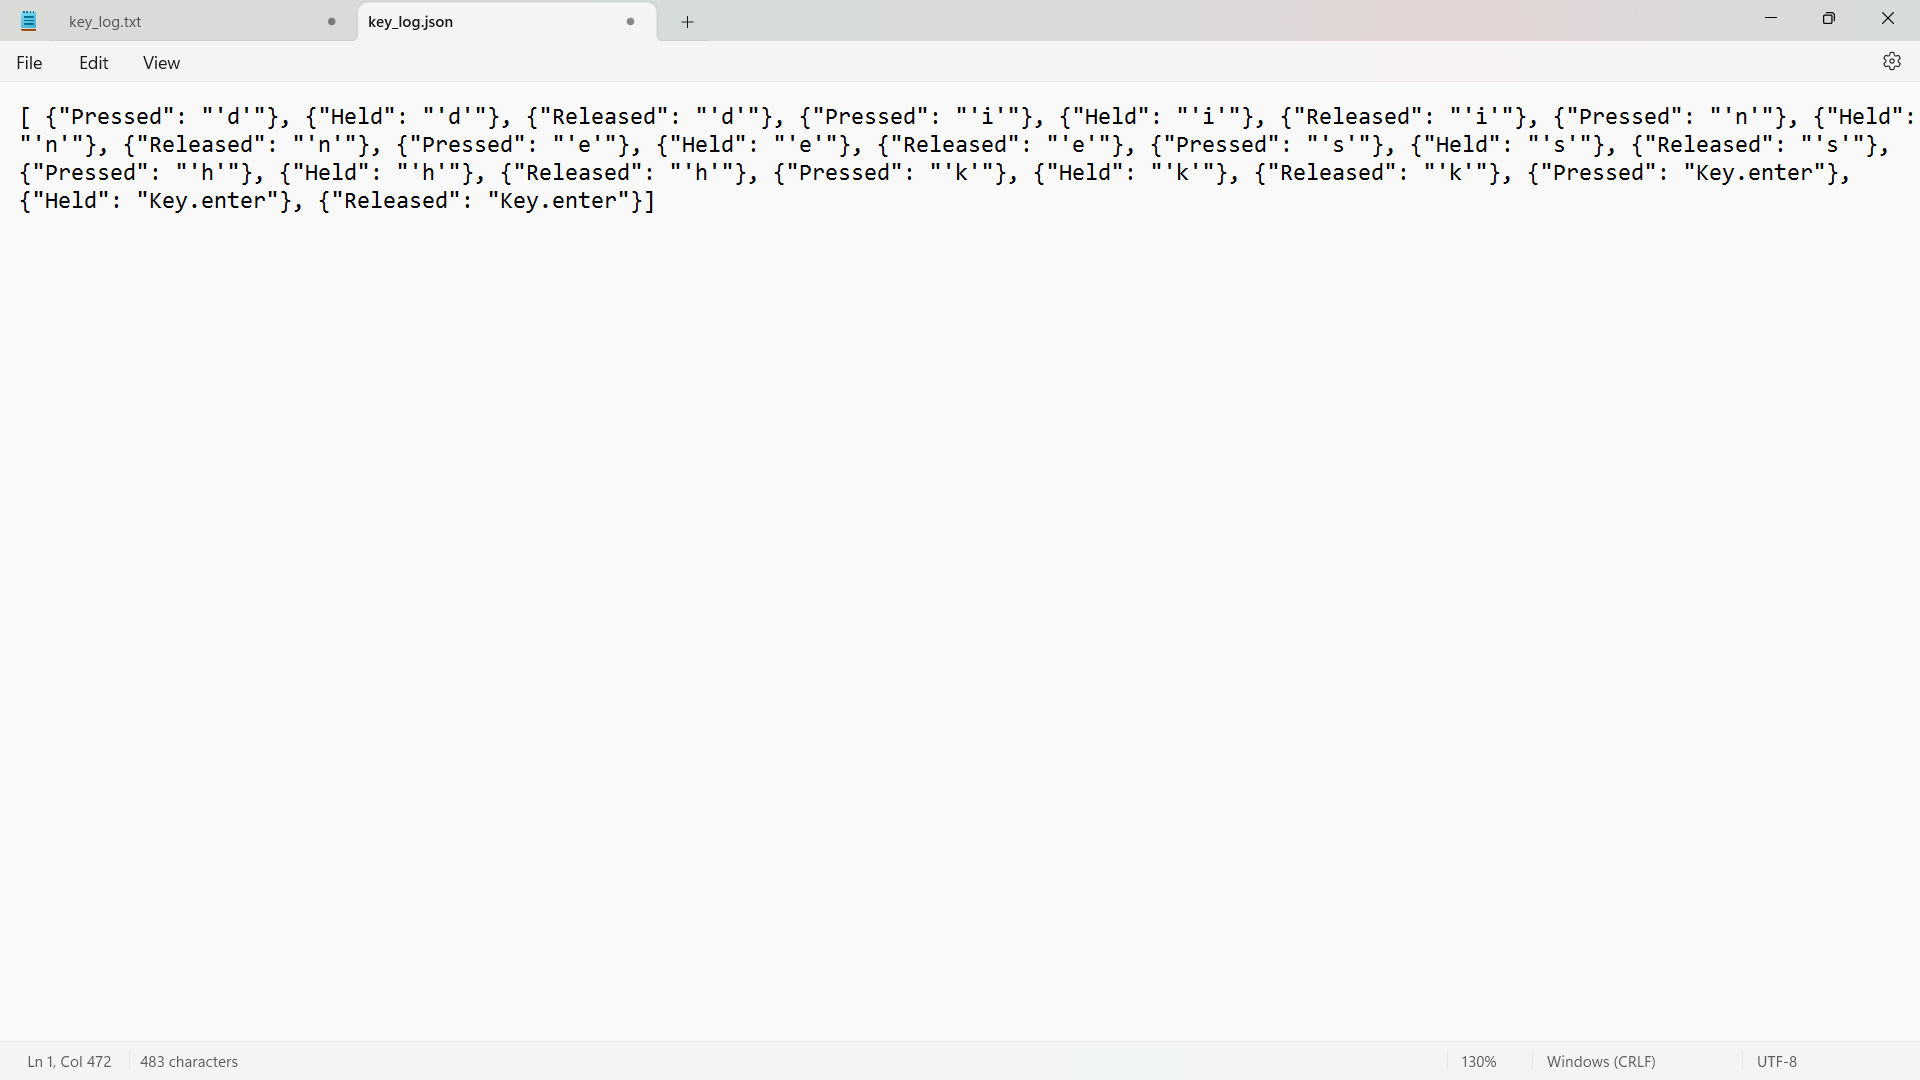 key_log.txt
key_log.json
File Edit View
[ {"Pressed": "'d'"}, {"Held": "'d'"}, {"Released": "'d'"}, {"Pressed": "'i'"}, {"Held": "'i'"}, {"Released": "'i'"}, {"Pressed": "'n'"}, {"Held":
"'n'"}, {"Released": "'n'"}, {"Pressed": "'e'"}, {"Held": "'e'"}, {"Released": "'e'"}, {"Pressed": "'s'"}, {"Held": "'s'"}, {"Released": "'s'"},
{"Pressed": "'h'"}, {"Held": "'h'"}, {"Released": "'h'"}, {"Pressed": "'k'"}, {"Held": "'k'"}, {"Released": "'k'"}, {"Pressed": "Key.enter"},
{"Held": "Key.enter"}, {"Released": "Key.enter"}]
Ln 1, Col 472 483 characters 130% Windows (CRLF) UTF-8